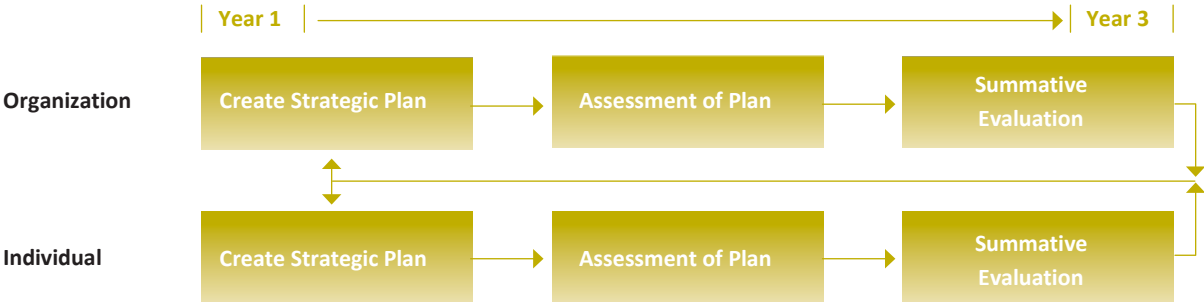 Year 1
Year 3
Organization
Create Strategic Plan
Assessment of Plan
Summative
Evaluation
Individual
Create Strategic Plan
Assessment of Plan
Summative
Evaluation